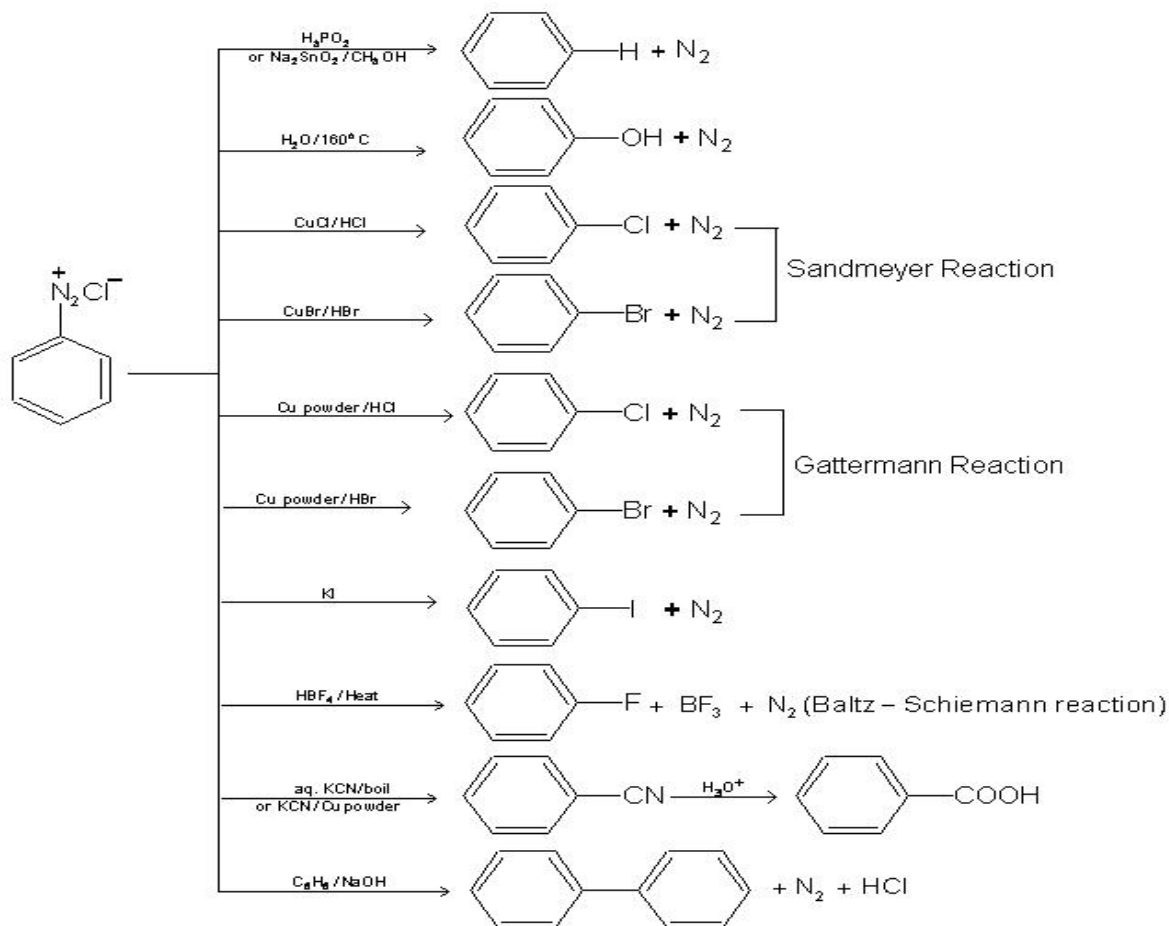 H₃PO₂
or Na₂SnO₂/CH₃OH
H + N₂
H₂O/160° C
OH + N₂
CuCl/HCl
Cl + N₂
Sandmeyer Reaction
N₂Cl⁻
+
CuBr/HBr
Br + N₂
Cu powder/HCl
Cl + N₂
Gattermann Reaction
Cu powder/HBr
Br + N₂
KI
I + N₂
HBF₄/Heat
F + BF₃ + N₂ (Baltz – Schiemann reaction)
aq. KCN/boil
or KCN/Cu powder
CN
H₃O⁺
COOH
C₆H₆/NaOH
+ N₂ + HCl